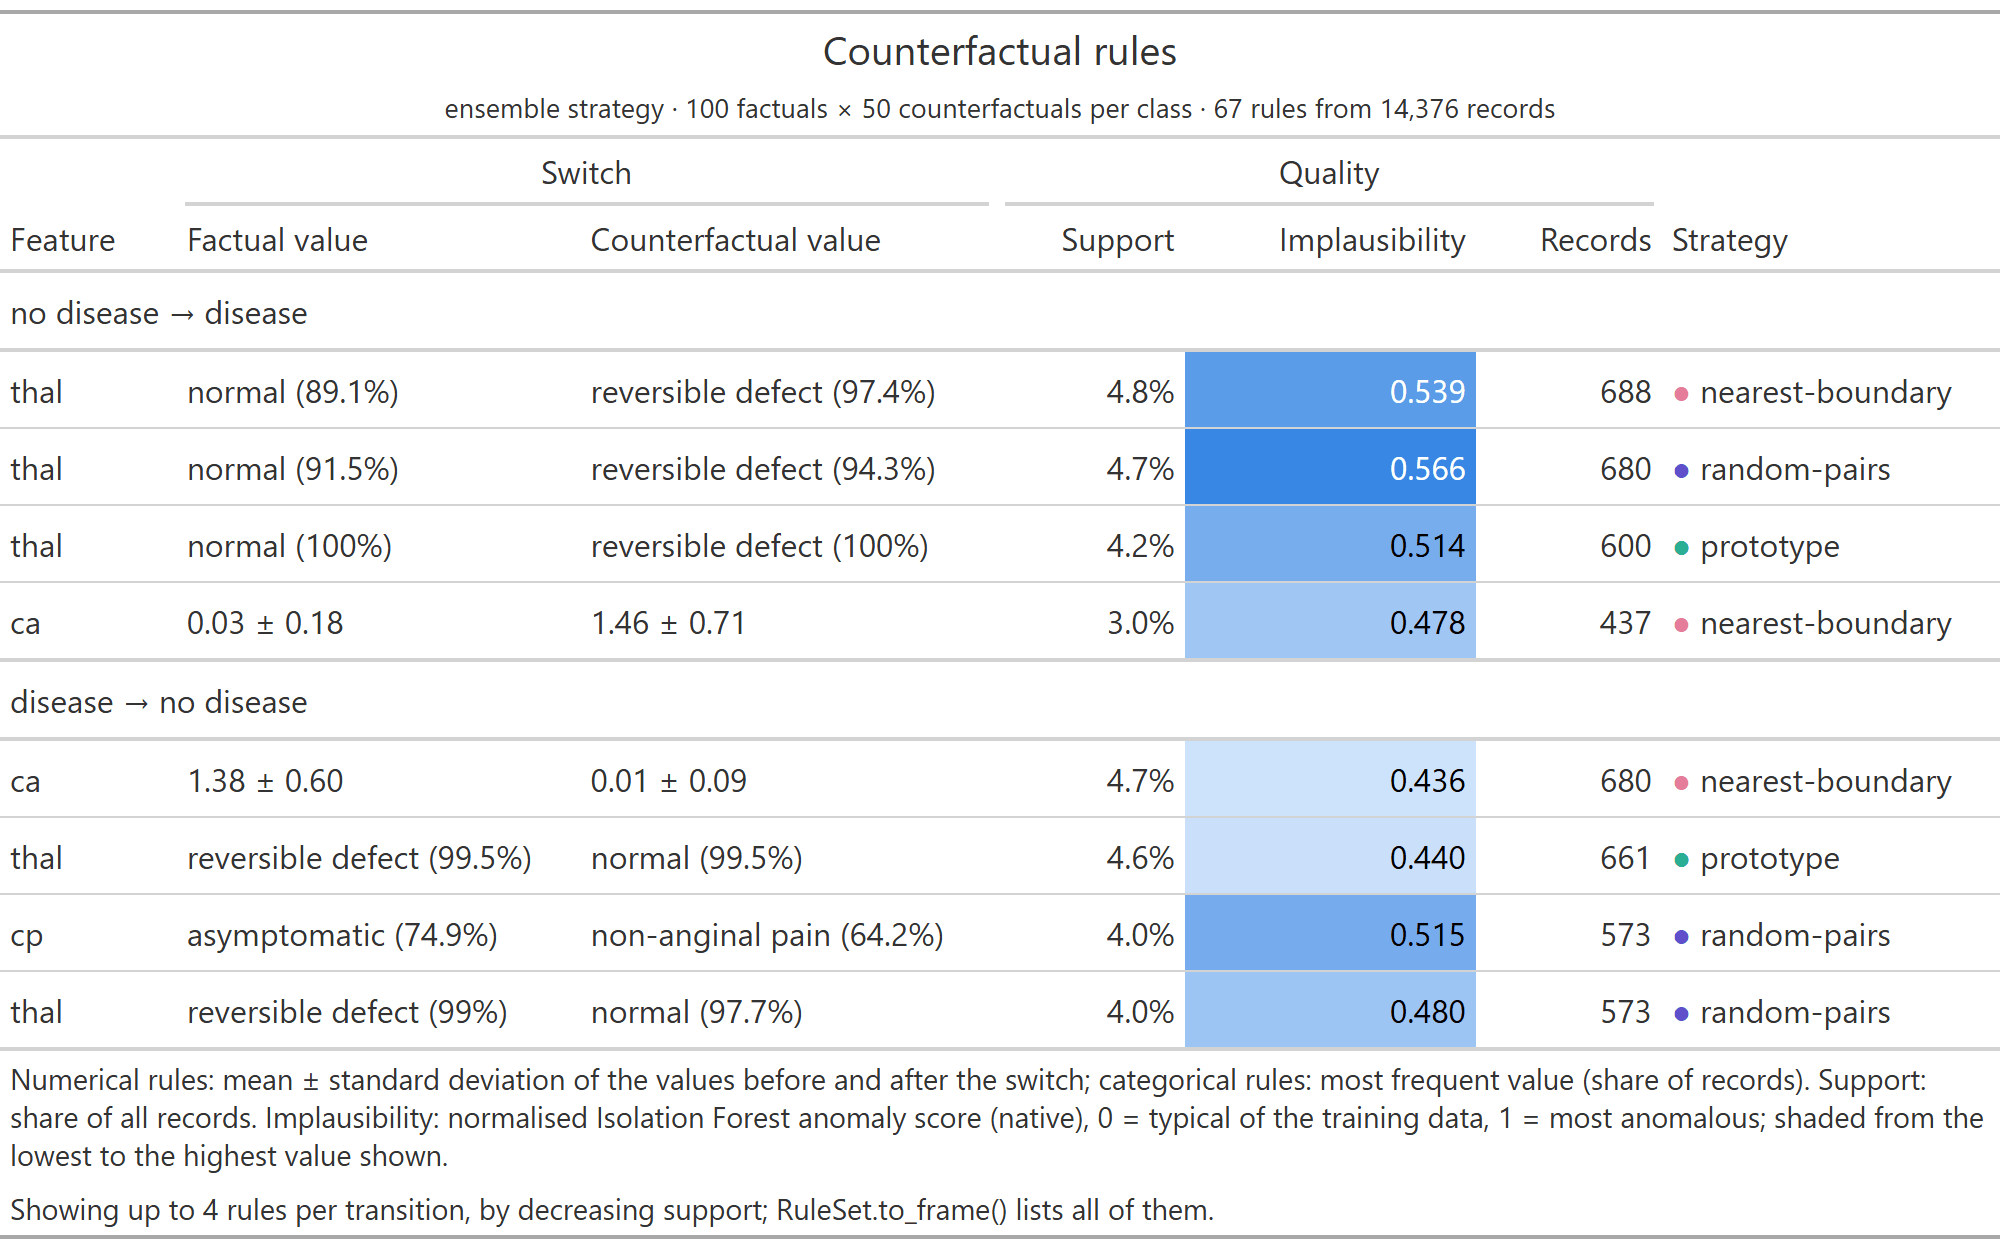 Counterfactual rules
ensemble strategy · 100 factuals × 50 counterfactuals per class · 67 rules from 14,376 records
Switch Quality
Feature Factual value Counterfactual value Support Implausibility Records Strategy
no disease → disease
thal normal (89.1%) reversible defect (97.4%) 4.8% 0.539 688 ● nearest-boundary
thal normal (91.5%) reversible defect (94.3%) 4.7% 0.566 680 ● random-pairs
thal normal (100%) reversible defect (100%) 4.2% 0.514 600 ● prototype
ca 0.03 ± 0.18 1.46 ± 0.71 3.0% 0.478 437 ● nearest-boundary
disease → no disease
ca 1.38 ± 0.60 0.01 ± 0.09 4.7% 0.436 680 ● nearest-boundary
thal reversible defect (99.5%) normal (99.5%) 4.6% 0.440 661 ● prototype
cp asymptomatic (74.9%) non-anginal pain (64.2%) 4.0% 0.515 573 ● random-pairs
thal reversible defect (99%) normal (97.7%) 4.0% 0.480 573 ● random-pairs
Numerical rules: mean ± standard deviation of the values before and after the switch; categorical rules: most frequent value (share of records). Support:
share of all records. Implausibility: normalised Isolation Forest anomaly score (native), 0 = typical of the training data, 1 = most anomalous; shaded from the
lowest to the highest value shown.
Showing up to 4 rules per transition, by decreasing support; RuleSet.to_frame() lists all of them.